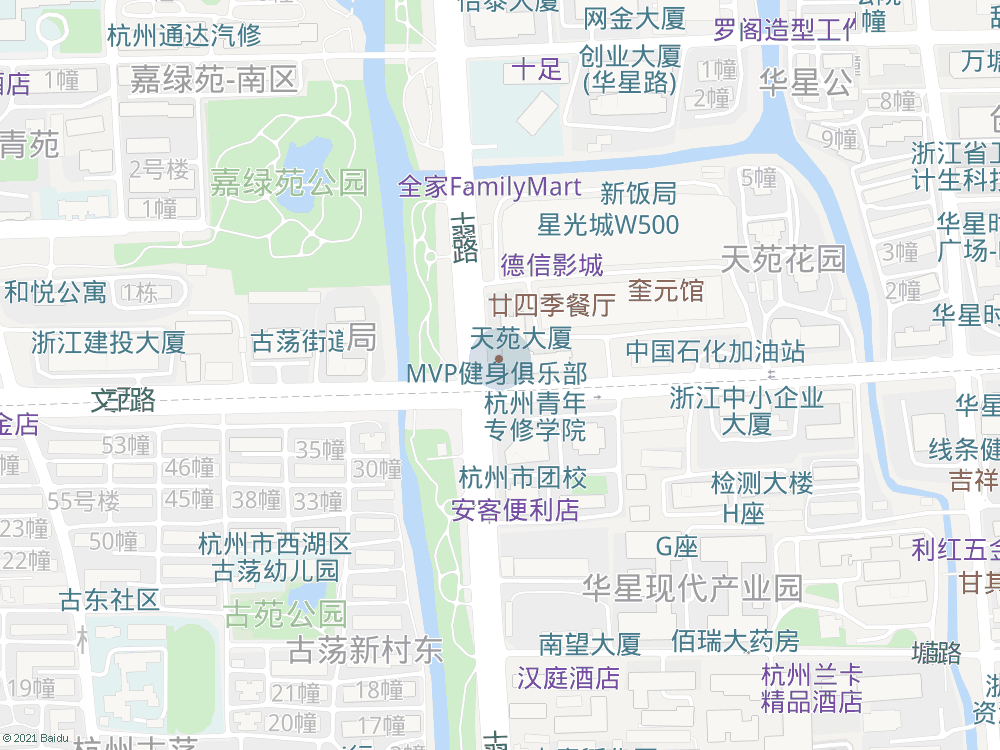 倍泰大厦
网金大厦
罗阁造型工作
幢
杭州通达汽修
创业大厦
(华星路)
十足
1幢
2幢
万塘
酒店
1幢
嘉绿苑-南区
华星公
8幢
9幢
青苑
2号楼
嘉绿苑公园
1幢
全家FamilyMart
新饭局
星光城W500
5幢
浙江省工
计生科技
华星时
广场-
3幢
2幢
路
德信影城
天苑花园
和悦公寓
1栋
廿四季餐厅
奎元馆
华星时
浙江建投大厦
古荡街道
局
天苑大厦
中国石化加油站
MVP健身俱乐部
路
杭州青年
专修学院
浙江中小企业
大厦
华星
金店
53幢
35幢
30幢
46幢
线条健
吉祥
55号楼
45幢
38幢
33幢
杭州市团校
安客便利店
检测大楼
H座
23幢
50幢
22幢
杭州市西湖区
古荡幼儿园
G座
利红五金
甘其
古东社区
古苑公园
华星现代产业园
古荡新村东
南望大厦
佰瑞大药房
塘路
19幢
21幢
18幢
汉庭酒店
杭州兰卡
精品酒店
20幢
17幢
© 2021 Baidu
杭州古荡